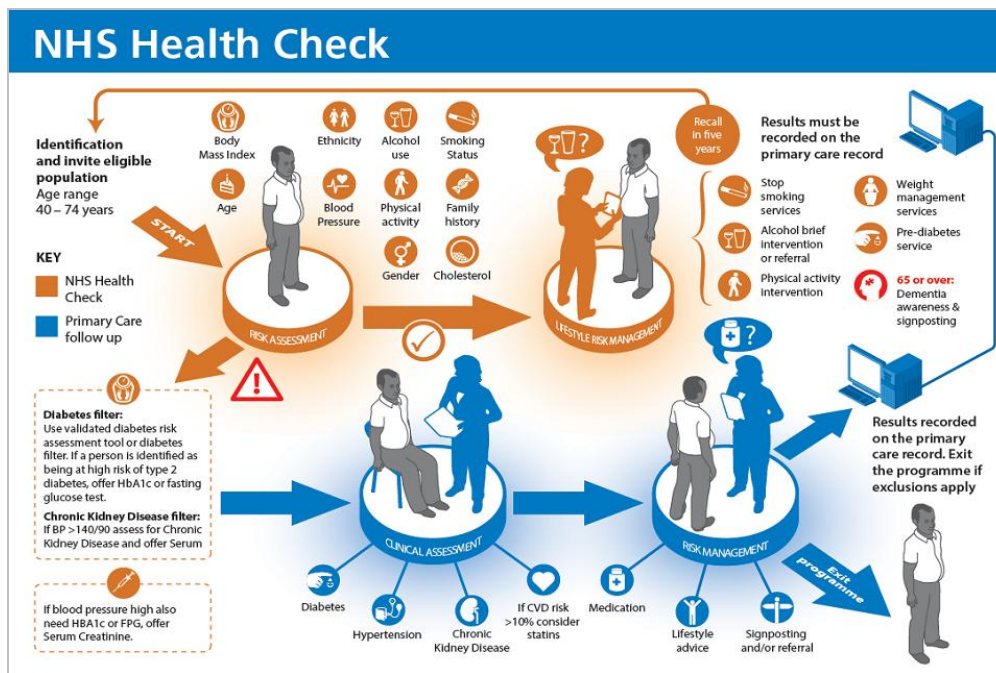 NHS Health Check
Identification
and invite eligible
population
Age range
40 – 74 years
START
KEY
NHS Health
Check
Primary Care
follow up
Body
Mass Index
Ethnicity
Alcohol
use
Smoking
Status
Age
Blood
Pressure
Physical
activity
Family
history
Gender
Cholesterol
RISK ASSESSMENT
?
LIFESTYLE RISK MANAGEMENT
Recall
in five
years
Results must be
recorded on the
primary care record
Stop
smoking
services
Alcohol brief
intervention
or referral
Physical activity
intervention
Weight
management
services
Pre-diabetes
service
65 or over:
Dementia
awareness &
signposting
!
Diabetes filter:
Use validated diabetes risk
assessment tool or diabetes
filter. If a person is identified as
being at high risk of type 2
diabetes, offer HbA1c or fasting
glucose test.
Chronic Kidney Disease filter:
If BP >140/90 assess for Chronic
Kidney Disease and offer Serum
If blood pressure high also
need HBA1c or FPG, offer
Serum Creatinine.
CLINICAL ASSESSMENT
Diabetes
Hypertension
Chronic
Kidney Disease
If CVD risk
>10% consider
statins
?
RISK MANAGEMENT
Medication
Lifestyle
advice
Signposting
and/or referral
Results recorded
on the primary
care record. Exit
the programme if
exclusions apply
Exit
programme